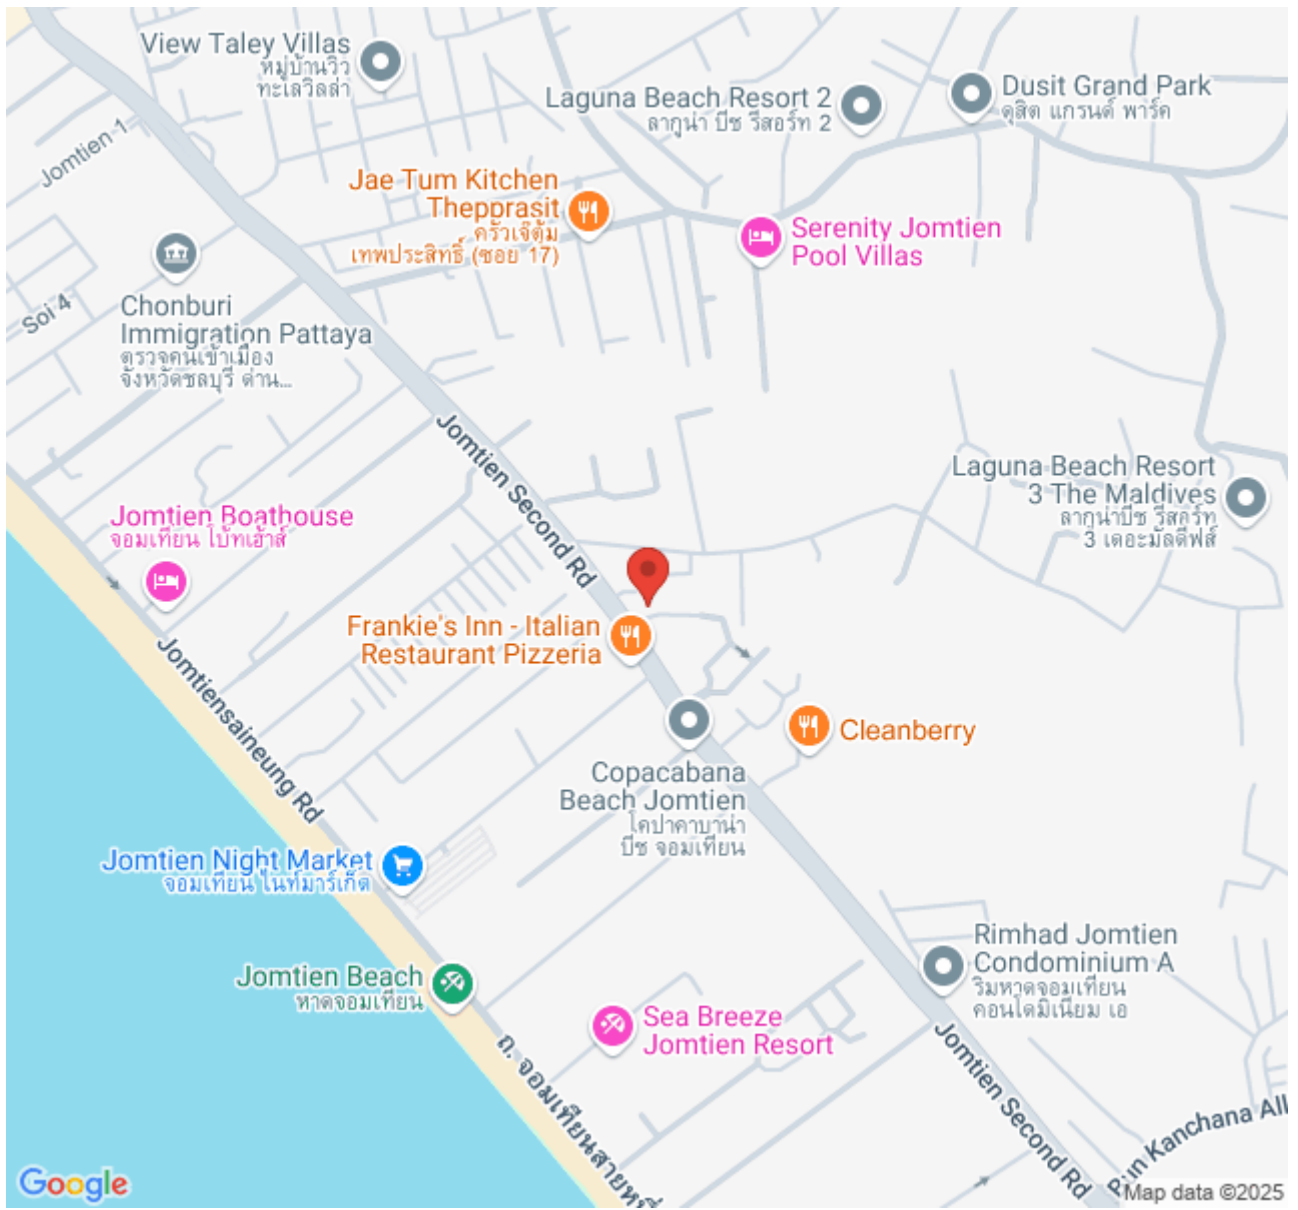 View Taley Villas
หมู่บ้านวิว
ทะเลวิลล่า
Laguna Beach Resort 2
ลากูน่า บีช รีสอร์ท 2
Dusit Grand Park
ดุสิต แกรนด์ พาร์ค
Jomtien 1
Jae Tum Kitchen
Thepprasit
ครัวเจ๊ตุ้ม
เทพประสิทธิ์ (ซอย 17)
Serenity Jomtien
Pool Villas
Soi 4
Chonburi
Immigration Pattaya
ตรวจคนเข้าเมือง
จังหวัดชลบุรี ด่าน...
Jomtien Second Rd
Laguna Beach Resort
3 The Maldives
ลากูน่าบีช รีสอร์ท
3 เดอะมัลดีฟส์
Jomtien Boathouse
จอมเทียน โบ๊ทเฮ้าส์
Frankie's Inn - Italian
Restaurant Pizzeria
Jomtiensaineung Rd
Cleanberry
Copacabana
Beach Jomtien
โคปาคาบาน่า
บีช จอมเทียน
Jomtien Night Market
จอมเทียน ไนท์มาร์เก็ต
Rimhad Jomtien
Condominium A
ริมหาดจอมเทียน
คอนโดมิเนียม เอ
Jomtien Beach
หาดจอมเทียน
Sea Breeze
Jomtien Resort
ถ. จอมเทียนสายหนึ่
Jomtien Second Rd
Pun Kanchana All
Google
Map data ©2025